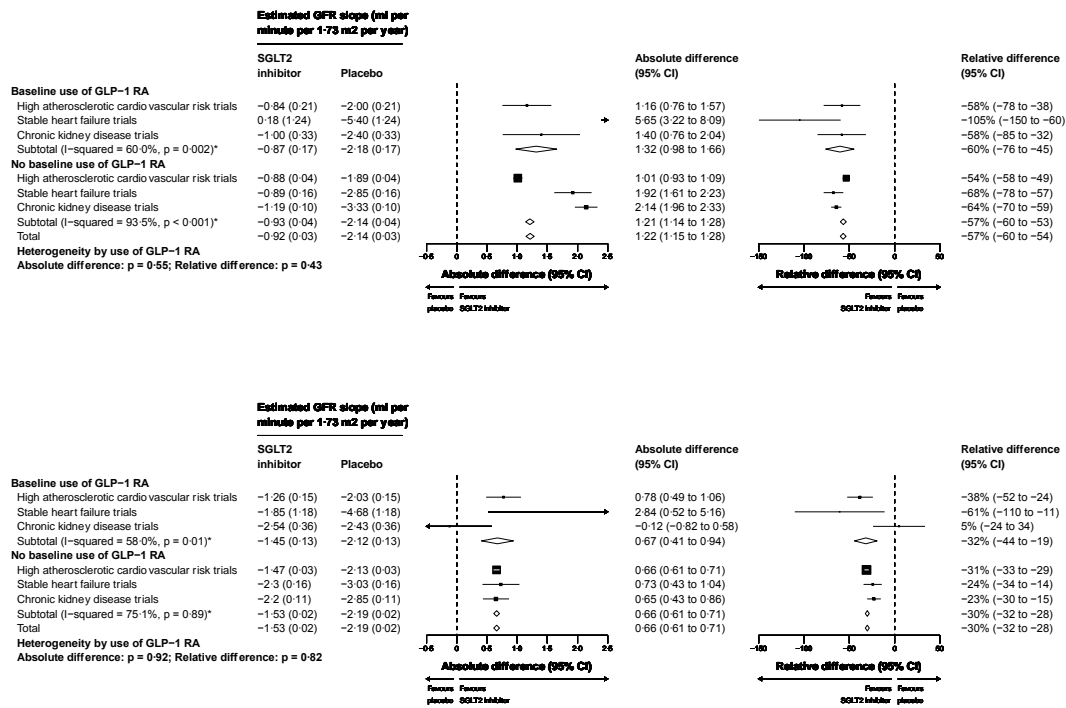 Estimated GFR slope (ml per
minute per 1·73 m2 per year)
SGLT2 inhibitor Placebo Absolute difference (95% CI) Relative difference (95% CI)
Baseline use of GLP−1 RA
High atherosclerotic cardio vascular risk trials −0·84 (0·21) −2·00 (0·21) 1·16 (0·76 to 1·57) −58% (−78 to −38)
Stable heart failure trials 0·18 (1·24) −5·40 (1·24) 5·65 (3·22 to 8·09) −105% (−150 to −60)
Chronic kidney disease trials −1·00 (0·33) −2·40 (0·33) 1·40 (0·76 to 2·04) −58% (−85 to −32)
Subtotal (I−squared = 60·0%, p = 0·002)* −0·87 (0·17) −2·18 (0·17) 1·32 (0·98 to 1·66) −60% (−76 to −45)
No baseline use of GLP−1 RA
High atherosclerotic cardio vascular risk trials −0·88 (0·04) −1·89 (0·04) 1·01 (0·93 to 1·09) −54% (−58 to −49)
Stable heart failure trials −0·89 (0·16) −2·85 (0·16) 1·92 (1·61 to 2·23) −68% (−78 to −57)
Chronic kidney disease trials −1·19 (0·10) −3·33 (0·10) 2·14 (1·96 to 2·33) −64% (−70 to −59)
Subtotal (I−squared = 93·5%, p < 0·001)* −0·93 (0·04) −2·14 (0·04) 1·21 (1·14 to 1·28) −57% (−60 to −53)
Total −0·92 (0·03) −2·14 (0·03) 1·22 (1·15 to 1·28) −57% (−60 to −54)
Heterogeneity by use of GLP−1 RA
Absolute difference: p = 0·55; Relative difference: p = 0·43
−0·5 0 0·5 1·0 1·5 2·0 2·5 −150 −100 −50 0 50
Absolute difference (95% CI) Relative difference (95% CI)
Favours placebo Favours SGLT2 inhibitor Favours SGLT2 inhibitor Favours placebo
Estimated GFR slope (ml per
minute per 1·73 m2 per year)
SGLT2 inhibitor Placebo Absolute difference (95% CI) Relative difference (95% CI)
Baseline use of GLP−1 RA
High atherosclerotic cardio vascular risk trials −1·26 (0·15) −2·03 (0·15) 0·78 (0·49 to 1·06) −38% (−52 to −24)
Stable heart failure trials −1·85 (1·18) −4·68 (1·18) 2·84 (0·52 to 5·16) −61% (−110 to −11)
Chronic kidney disease trials −2·54 (0·36) −2·43 (0·36) −0·12 (−0·82 to 0·58) 5% (−24 to 34)
Subtotal (I−squared = 58·0%, p = 0·01)* −1·45 (0·13) −2·12 (0·13) 0·67 (0·41 to 0·94) −32% (−44 to −19)
No baseline use of GLP−1 RA
High atherosclerotic cardio vascular risk trials −1·47 (0·03) −2·13 (0·03) 0·66 (0·61 to 0·71) −31% (−33 to −29)
Stable heart failure trials −2·3 (0·16) −3·03 (0·16) 0·73 (0·43 to 1·04) −24% (−34 to −14)
Chronic kidney disease trials −2·2 (0·11) −2·85 (0·11) 0·65 (0·43 to 0·86) −23% (−30 to −15)
Subtotal (I−squared = 75·1%, p = 0·89)* −1·53 (0·02) −2·19 (0·02) 0·66 (0·61 to 0·71) −30% (−32 to −28)
Total −1·53 (0·02) −2·19 (0·02) 0·66 (0·61 to 0·71) −30% (−32 to −28)
Heterogeneity by use of GLP−1 RA
Absolute difference: p = 0·92; Relative difference: p = 0·82
−0·5 0 0·5 1·0 1·5 2·0 2·5 −150 −100 −50 0 50
Absolute difference (95% CI) Relative difference (95% CI)
Favours placebo Favours SGLT2 inhibitor Favours SGLT2 inhibitor Favours placebo